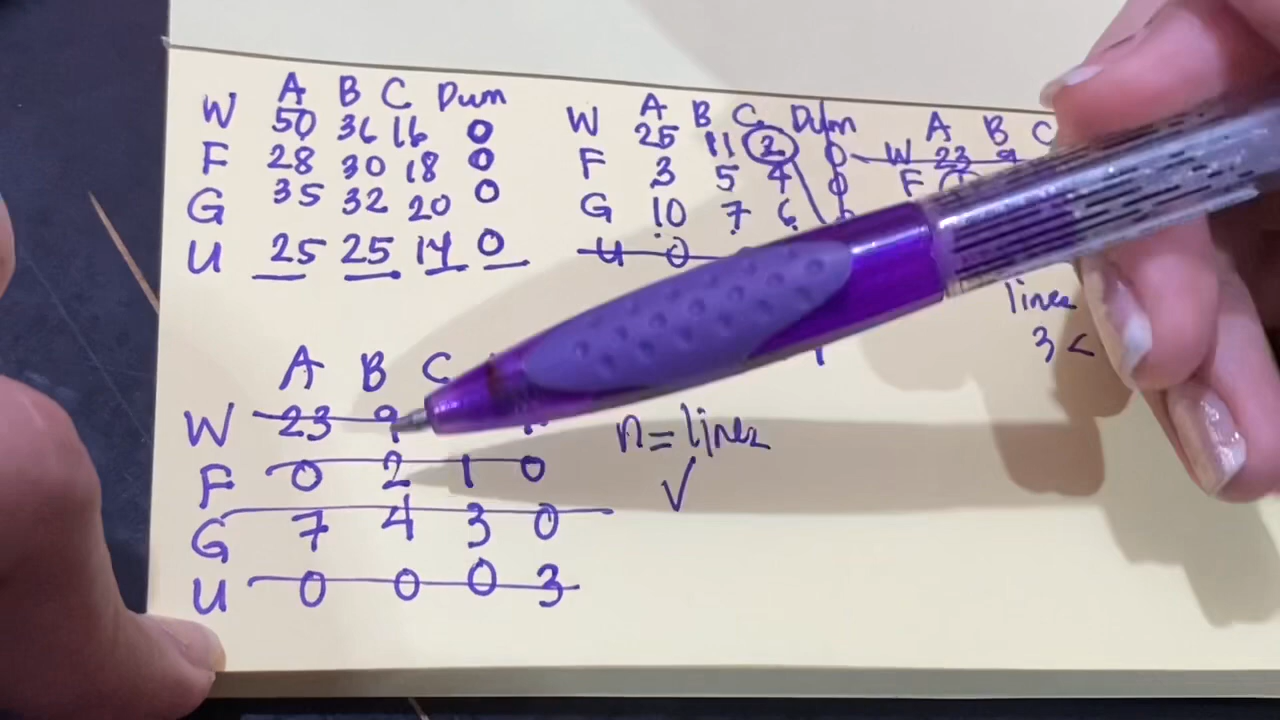 A B C Dum
W 50 36 16 0
F 28 30 18 0
G 35 32 20 0
U 25 25 14 0
A B C Dum
W 25 11 2 0
F 3 5 4 0
G 10 7 6
U 0
A B C
W 23 9
F
lines
3 <
A B C
W 23 9
F 0 2 1 0
G 7 4 3 0
U 0 0 0 3
n = lines
✓